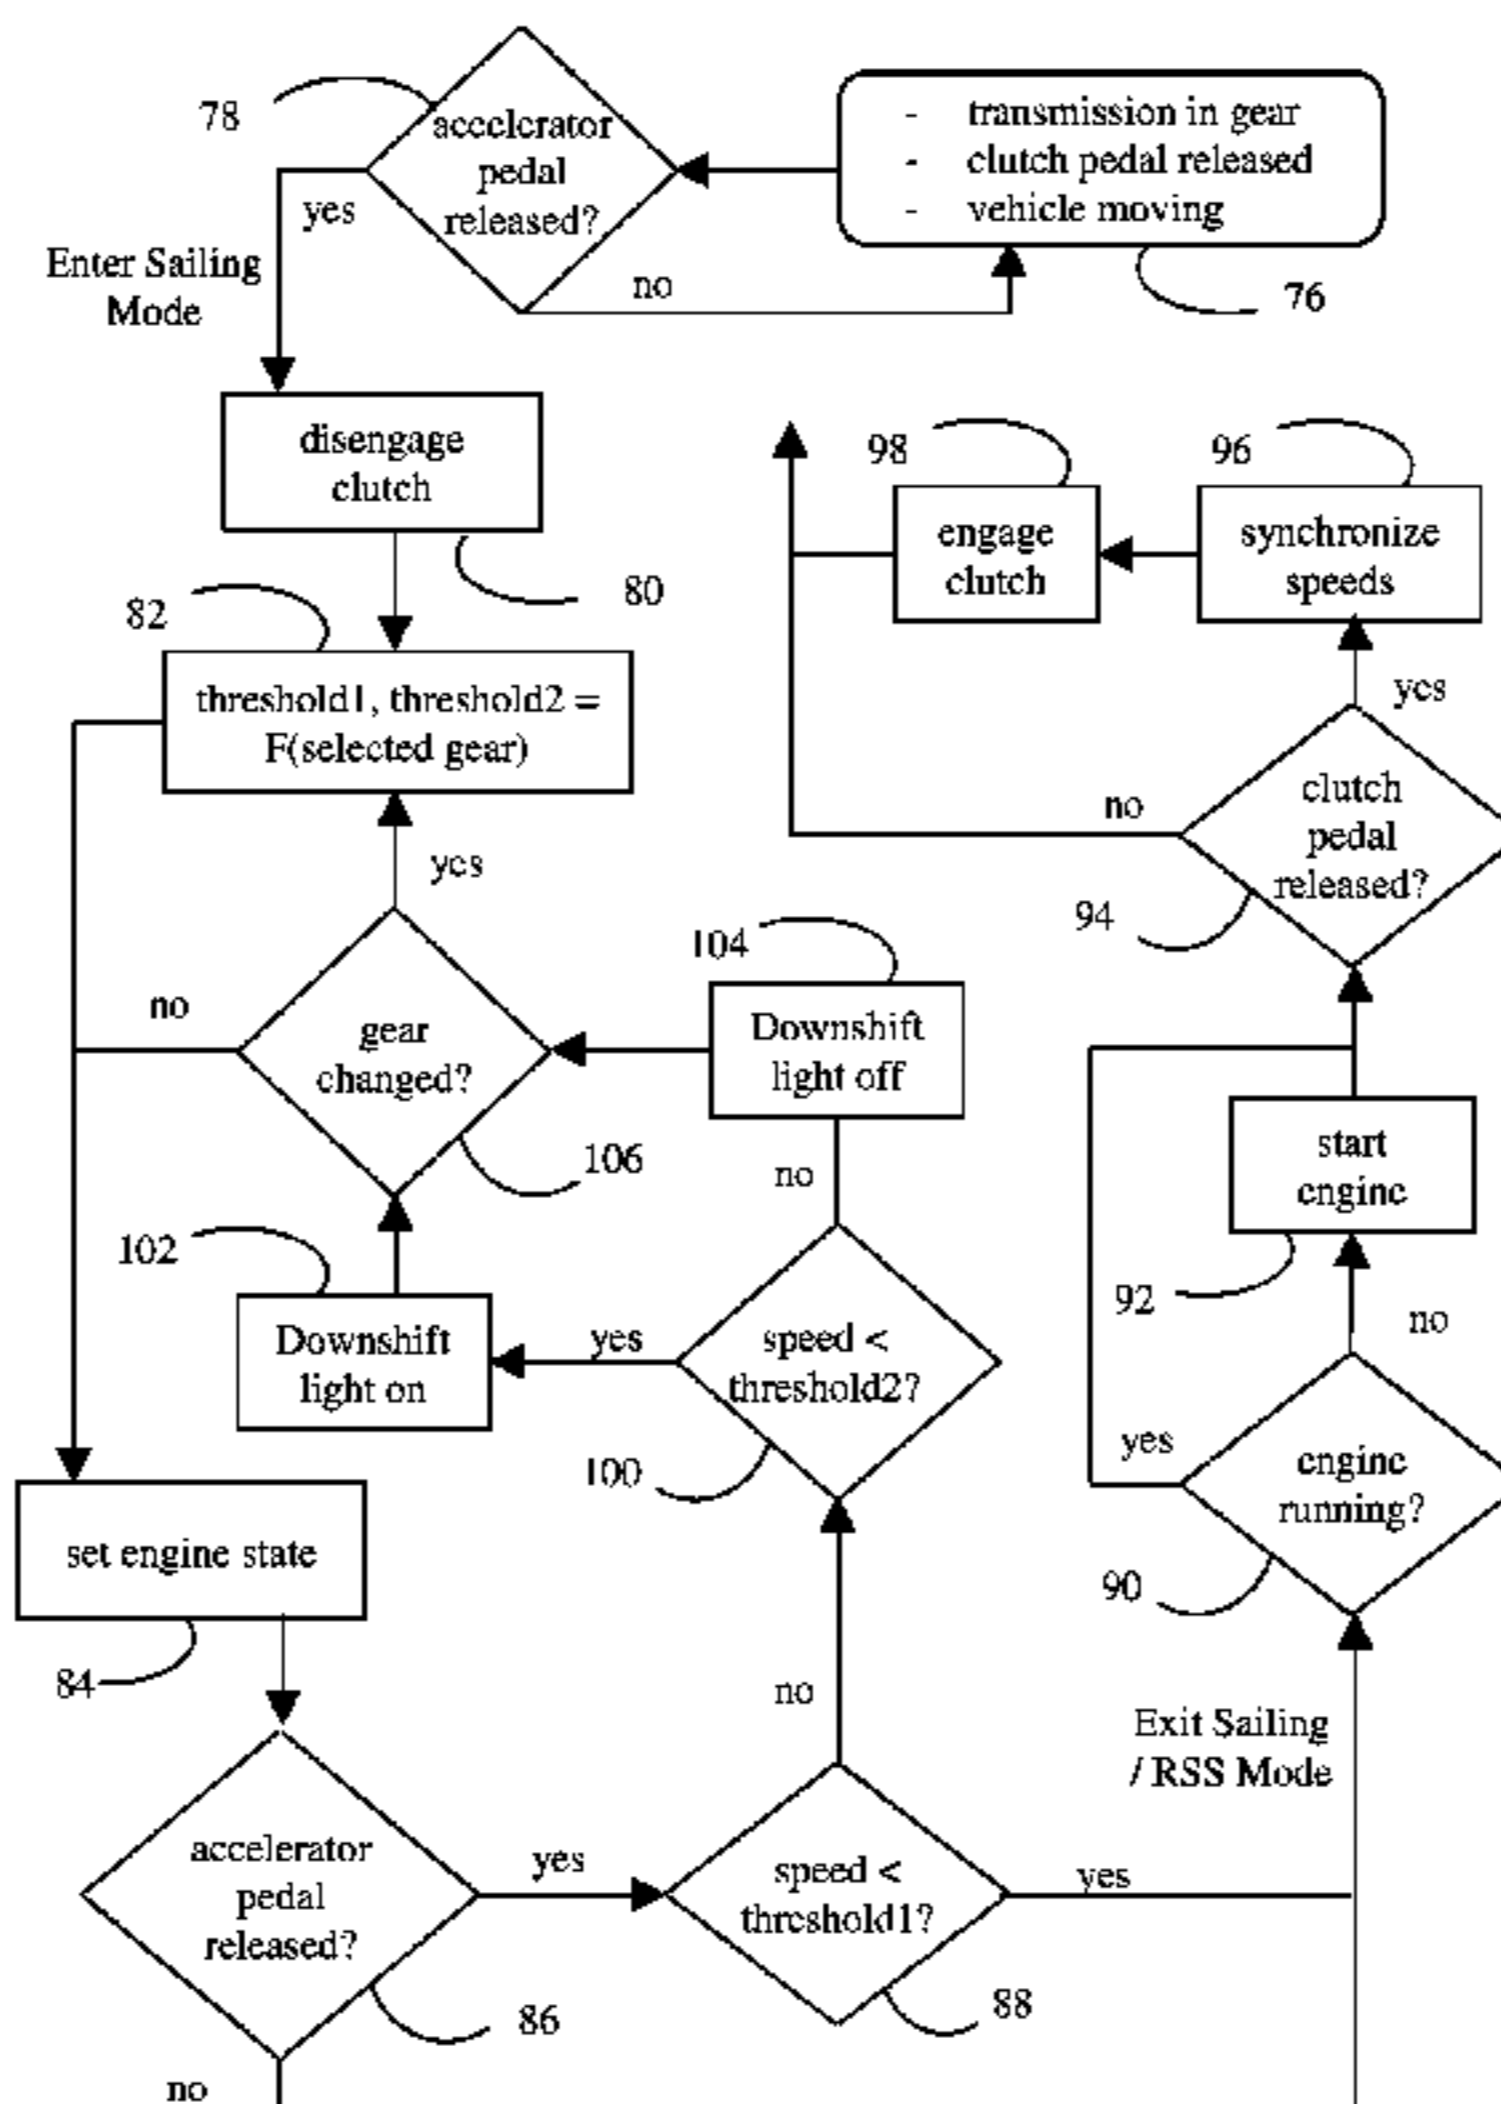 78
accelerator
pedal
released?
- transmission in gear
- clutch pedal released
- vehicle moving
yes
Enter Sailing
Mode
no
76
disengage
clutch
80
98
96
engage
clutch
synchronize
speeds
82
threshold1, threshold2 =
F(selected gear)
yes
no
clutch
pedal
released?
94
yes
104
no
gear
changed?
Downshift
light off
106
no
start
engine
92
no
102
Downshift
light on
yes
speed <
threshold2?
100
yes
engine
running?
90
set engine state
84
no
Exit Sailing
/ RSS Mode
accelerator
pedal
released?
yes
speed <
threshold1?
yes
86
88
no